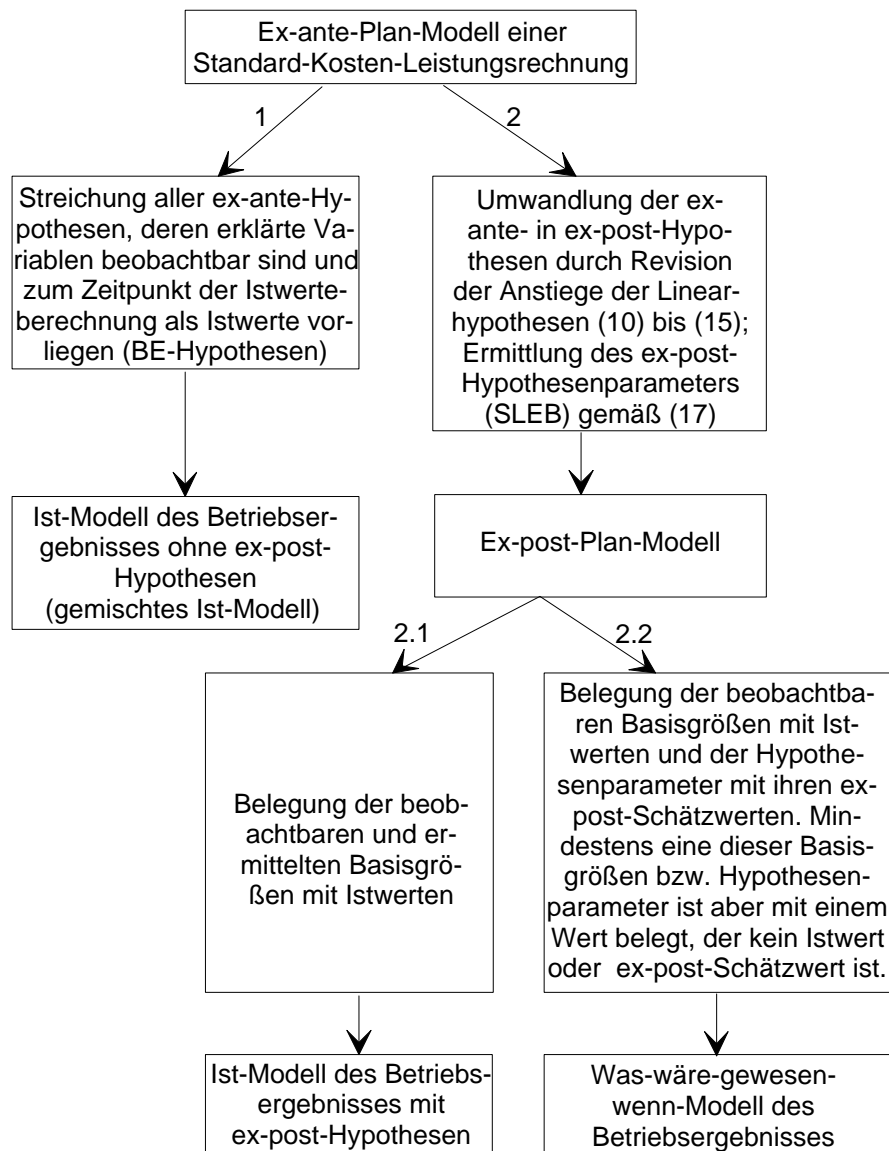 Ex-ante-Plan-Modell einer
Standard-Kosten-Leistungsrechnung
1
2
Streichung aller ex-ante-Hy-
pothesen, deren erklärte Va-
riablen beobachtbar sind und
zum Zeitpunkt der Istwerte-
berechnung als Istwerte vor-
liegen (BE-Hypothesen)
Umwandlung der ex-
ante- in ex-post-Hypo-
thesen durch Revision
der Anstiege der Linear-
hypothesen (10) bis (15);
Ermittlung des ex-post-
Hypothesenparameters
(SLEB) gemäß (17)
Ist-Modell des Betriebser-
gebnisses ohne ex-post-
Hypothesen
(gemischtes Ist-Modell)
Ex-post-Plan-Modell
2.1
2.2
Belegung der beob-
achtbaren und er-
mittelten Basisgrö-
ßen mit Istwerten
Belegung der beobachtba-
ren Basisgrößen mit Ist-
werten und der Hypothe-
senparameter mit ihren ex-
post-Schätzwerten. Min-
destens eine dieser Basis-
größen bzw. Hypothesen-
parameter ist aber mit einem
Wert belegt, der kein Istwert
oder ex-post-Schätzwert ist.
Ist-Modell des Betriebs-
ergebnisses mit
ex-post-Hypothesen
Was-wäre-gewesen-
wenn-Modell des
Betriebsergebnisses